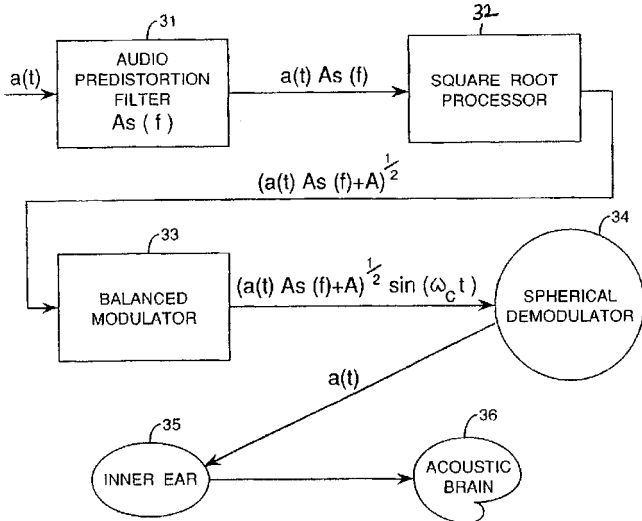 31
AUDIO
PREDISTORTION
FILTER
As (f)
a(t)
a(t) As (f)
32
SQUARE ROOT
PROCESSOR
(a(t) As (f)+A)^1/2
33
BALANCED
MODULATOR
(a(t) As (f)+A)^1/2 sin (ω_c t)
34
SPHERICAL
DEMODULATOR
a(t)
35
INNER EAR
36
ACOUSTIC
BRAIN